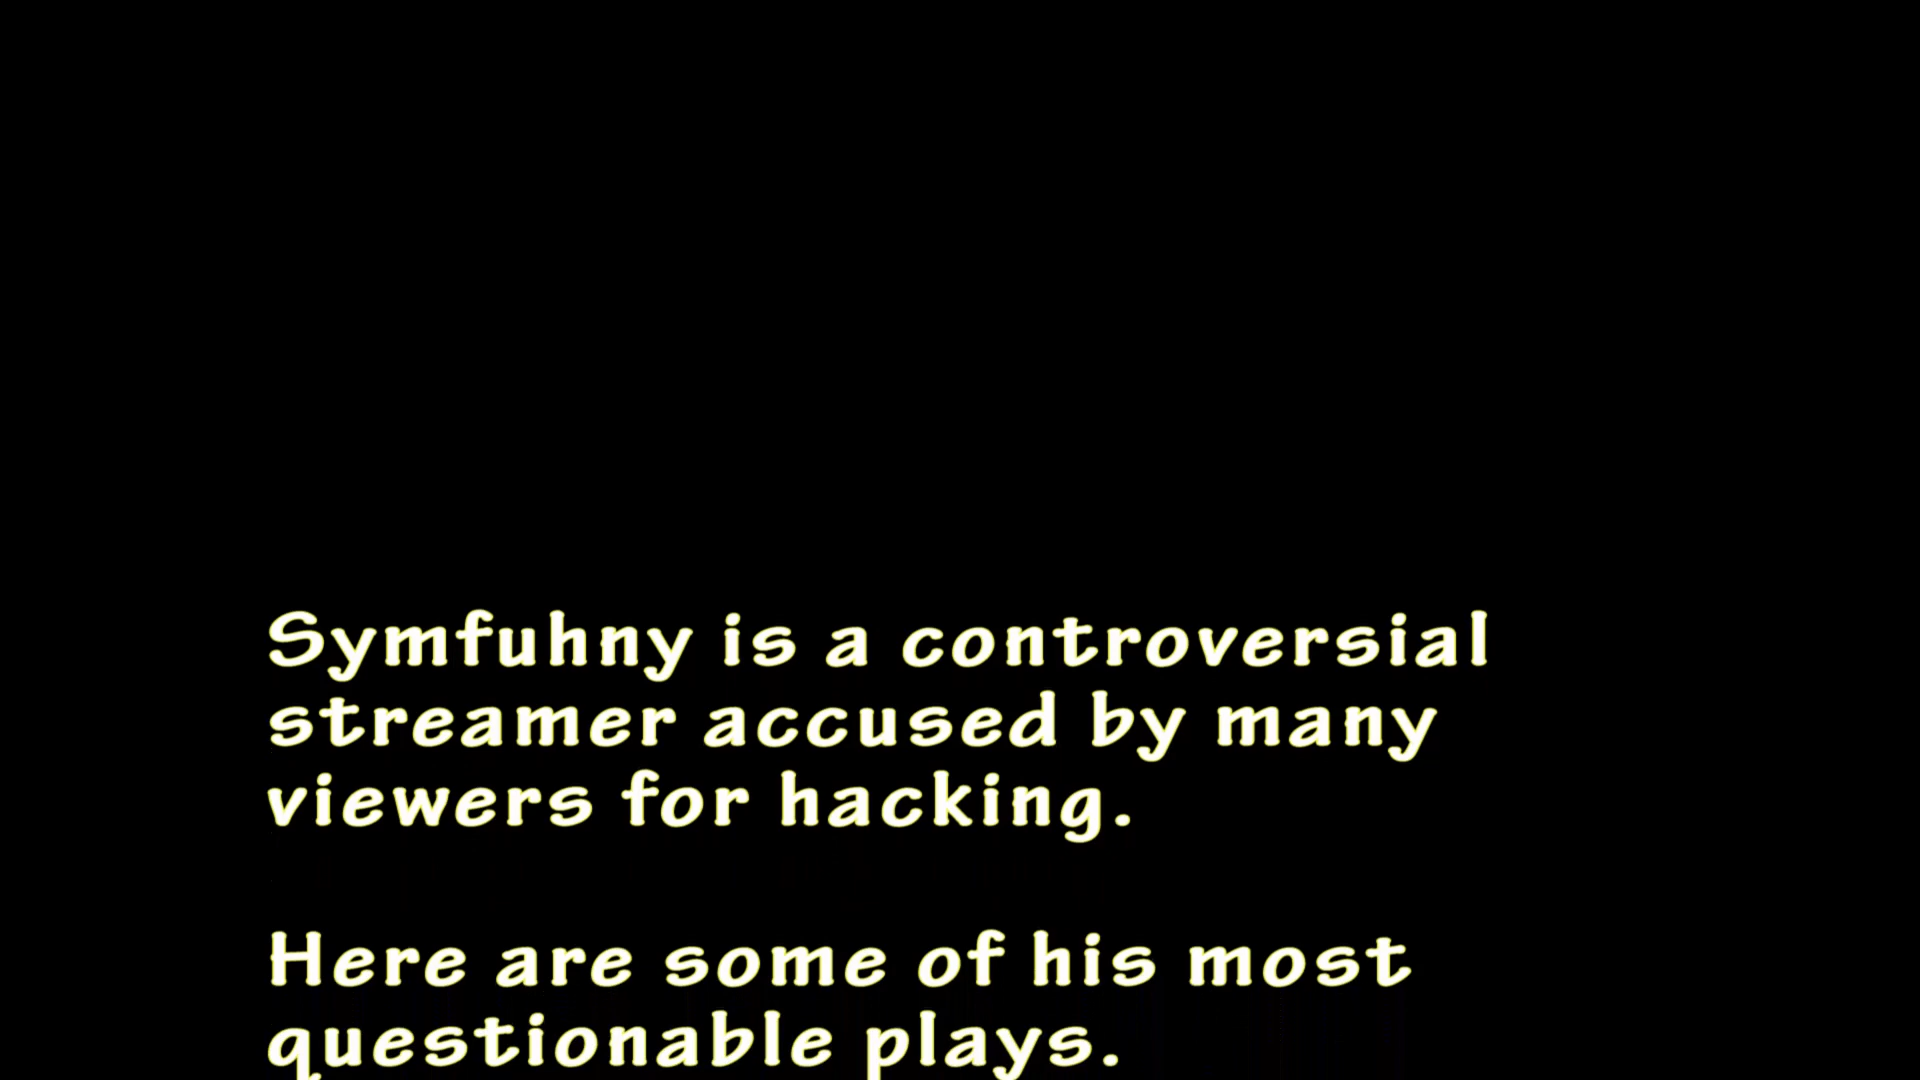 Symfuhny is a controversial
streamer accused by many
viewers for hacking.
Here are some of his most
questionable plays.